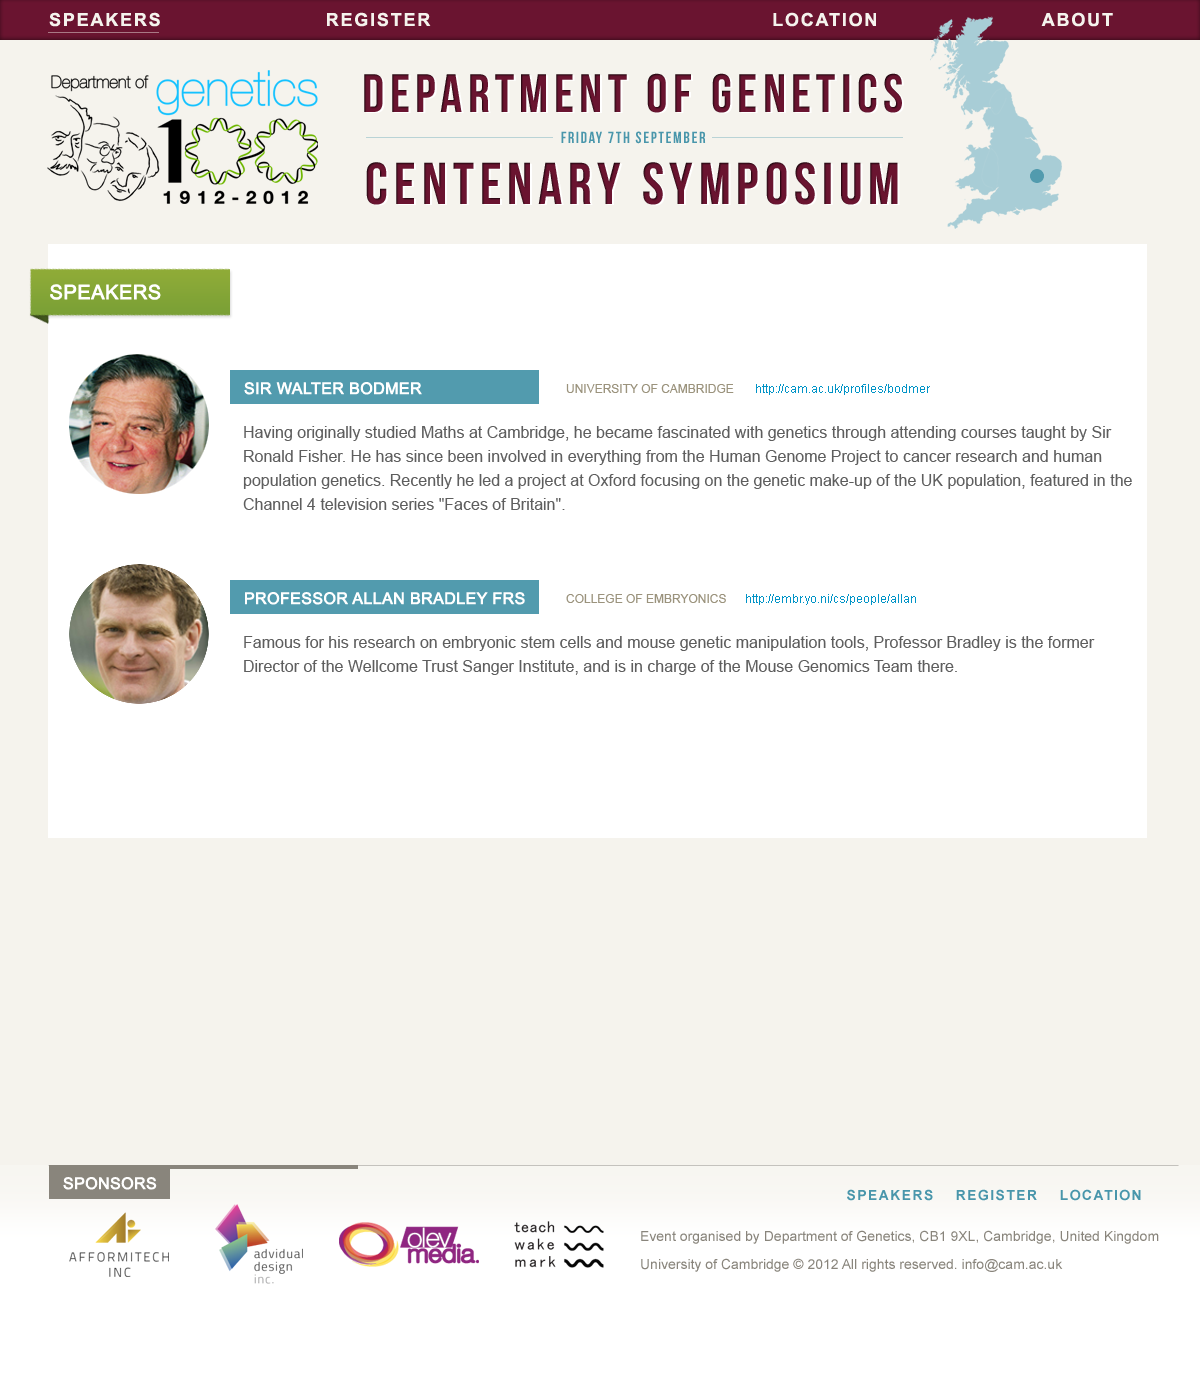 SPEAKERS REGISTER LOCATION ABOUT
Department of genetics
100
1912-2012
DEPARTMENT OF GENETICS
FRIDAY 7TH SEPTEMBER
CENTENARY SYMPOSIUM
SPEAKERS
SIR WALTER BODMER UNIVERSITY OF CAMBRIDGE http://cam.ac.uk/profiles/bodmer
Having originally studied Maths at Cambridge, he became fascinated with genetics through attending courses taught by Sir
Ronald Fisher. He has since been involved in everything from the Human Genome Project to cancer research and human
population genetics. Recently he led a project at Oxford focusing on the genetic make-up of the UK population, featured in the
Channel 4 television series "Faces of Britain".
PROFESSOR ALLAN BRADLEY FRS COLLEGE OF EMBRYONICS http://embr.yo.ni/cs/people/allan
Famous for his research on embryonic stem cells and mouse genetic manipulation tools, Professor Bradley is the former
Director of the Wellcome Trust Sanger Institute, and is in charge of the Mouse Genomics Team there.
SPONSORS
AFFORMITECH
INC
advidual
design
inc.
olev
media.
teach
wake
mark
SPEAKERS REGISTER LOCATION
Event organised by Department of Genetics, CB1 9XL, Cambridge, United Kingdom
University of Cambridge © 2012 All rights reserved. info@cam.ac.uk